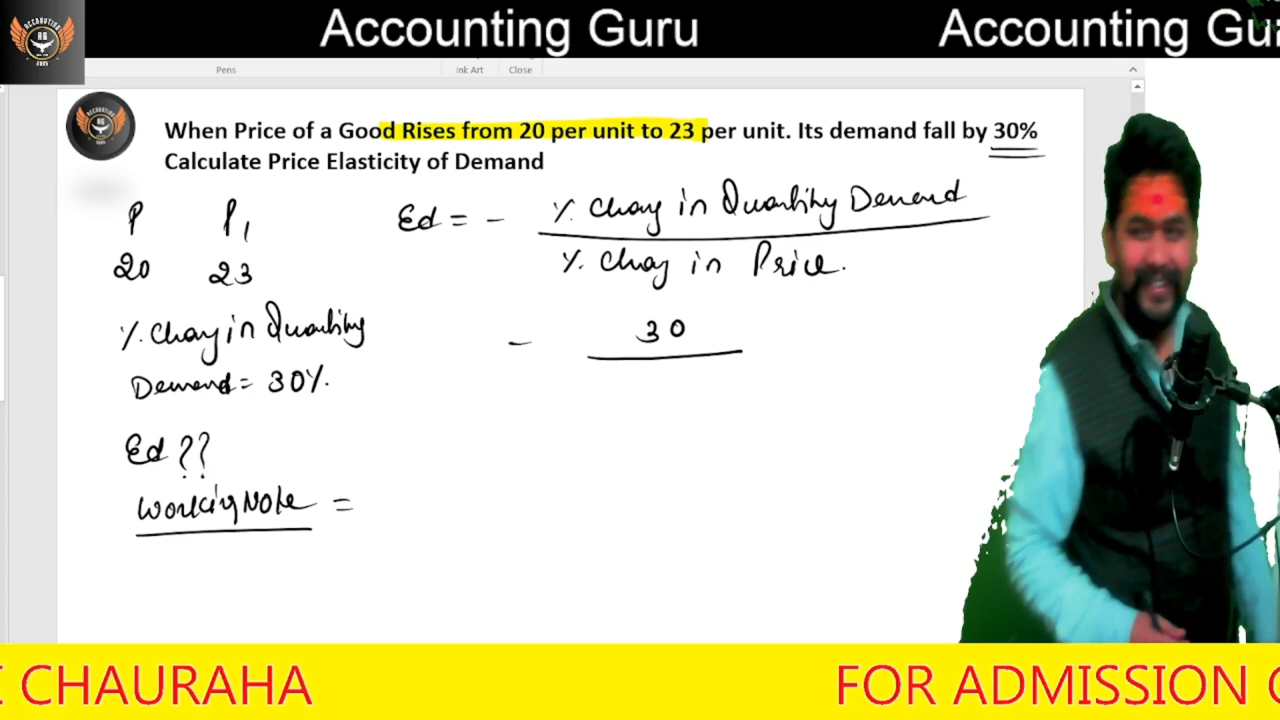 Accounting Guru
Accounting Gu
Pens
Ink Art
Close
When Price of a Good Rises from 20 per unit to 23 per unit. Its demand fall by 30%
Calculate Price Elasticity of Demand
P P1
20 23
Ed = - % Chang in Quantity Demand
% Chang in Price.
% Chang in Quantity
Demand = 30%.
- 30
Ed ??
Working Note =
CHAURAHA
FOR ADMISSION